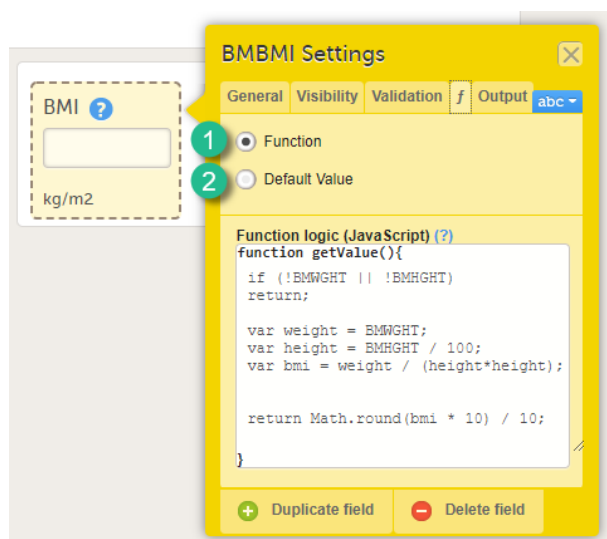 BMBMI Settings
General Visibility Validation f Output abc
BMI ?
kg/m2
1 Function
2 Default Value
Function logic (JavaScript) (?)
function getValue(){
if (!BMWGHT || !BMHGHT)
return;
var weight = BMWGHT;
var height = BMHGHT / 100;
var bmi = weight / (height*height);
return Math.round(bmi * 10) / 10;
}
Duplicate field Delete field